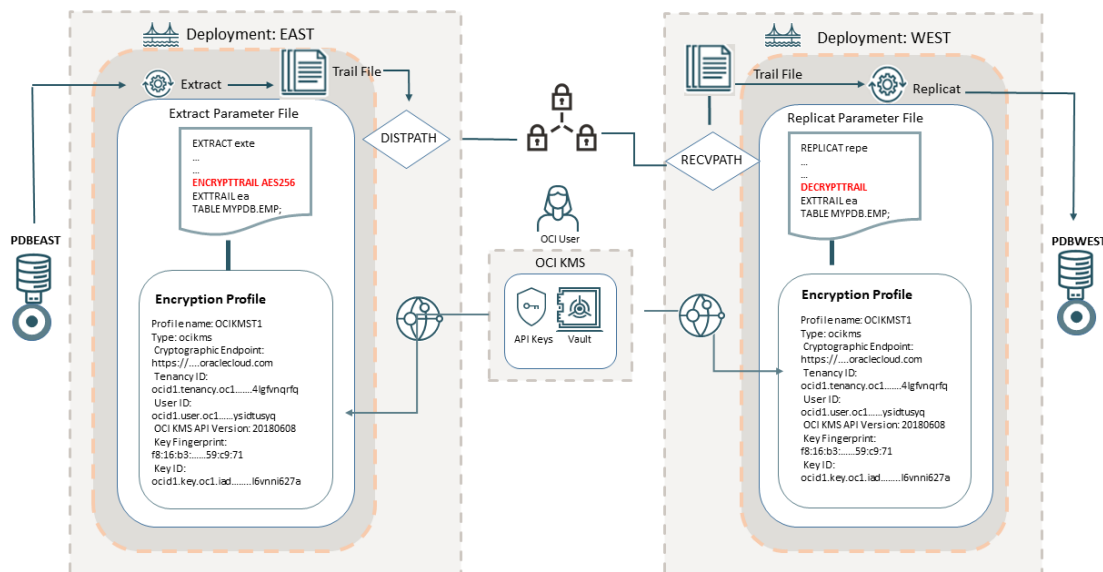 Deployment: EAST
Extract
Trail File
Extract Parameter File
EXTRACT exte
...
...
ENCRYPTTRAIL AES256
EXTTRAIL ea
TABLE MYPDB.EMP;
DISTPATH
PDBEAST
Encryption Profile
Profile name: OCIKMST1
Type: ocikms
Cryptographic Endpoint:
https://....oraclecloud.com
Tenancy ID:
ocid1.tenancy.oc1.......4lgfvnqrfq
User ID:
ocid1.user.oc1......ysidtusyq
OCI KMS API Version: 20180608
Key Fingerprint:
f8:16:b3:......59:c9:71
Key ID:
ocid1.key.oc1.iad........l6vnni627a
OCI User
OCI KMS
API Keys
Vault
Deployment: WEST
Trail File
Replicat
RECVPATH
Replicat Parameter File
REPLICAT repe
...
...
DECRYPTTRAIL
EXTTRAIL ea
TABLE MYPDB.EMP;
PDBWEST
Encryption Profile
Profile name: OCIKMST1
Type: ocikms
Cryptographic Endpoint:
https://....oraclecloud.com
Tenancy ID:
ocid1.tenancy.oc1.......4lgfvnqrfq
User ID:
ocid1.user.oc1......ysidtusyq
OCI KMS API Version: 20180608
Key Fingerprint:
f8:16:b3:......59:c9:71
Key ID:
ocid1.key.oc1.iad........l6vnni627a